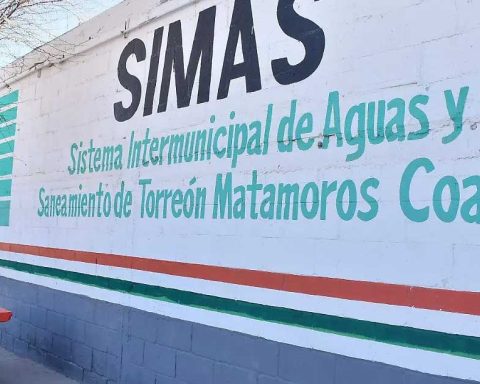 SIMAS
Sistema Intermunicipal de Aguas y
Saneamiento de Torreón Matamoros Coa